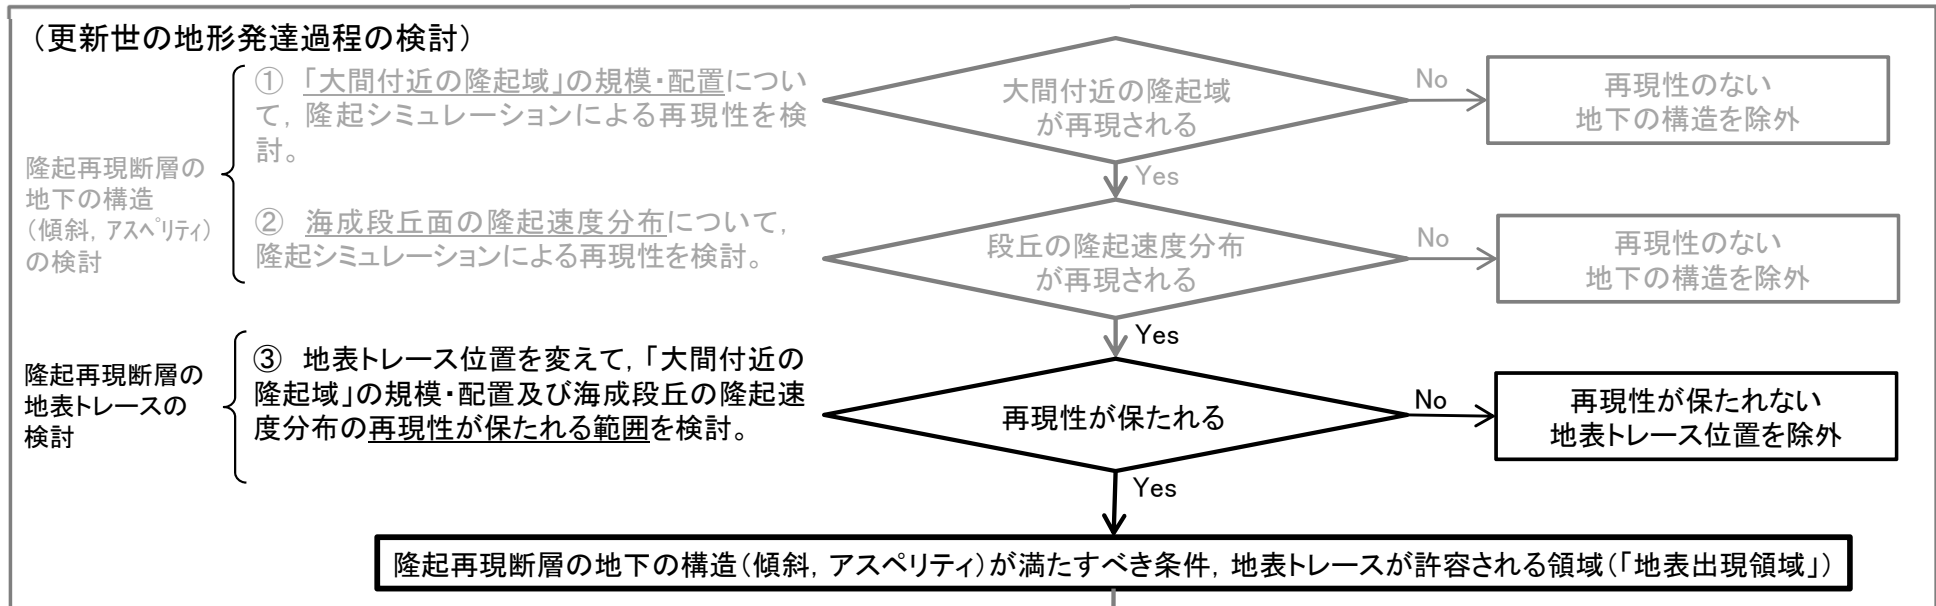 （更新世の地形発達過程の検討）
隆起再現断層の
地下の構造
（傾斜，アスペリティ）
の検討
① 「大間付近の隆起域」の規模・配置につい
て，隆起シミュレーションによる再現性を検
討。
大間付近の隆起域
が再現される
No
再現性のない
地下の構造を除外
Yes
② 海成段丘面の隆起速度分布について，
隆起シミュレーションによる再現性を検討。
段丘の隆起速度分布
が再現される
No
再現性のない
地下の構造を除外
Yes
隆起再現断層の
地表トレースの
検討
③ 地表トレース位置を変えて，「大間付近の
隆起域」の規模・配置及び海成段丘の隆起速
度分布の再現性が保たれる範囲を検討。
再現性が保たれる
No
再現性が保たれない
地表トレース位置を除外
Yes
隆起再現断層の地下の構造（傾斜，アスペリティ）が満たすべき条件，地表トレースが許容される領域（「地表出現領域」）